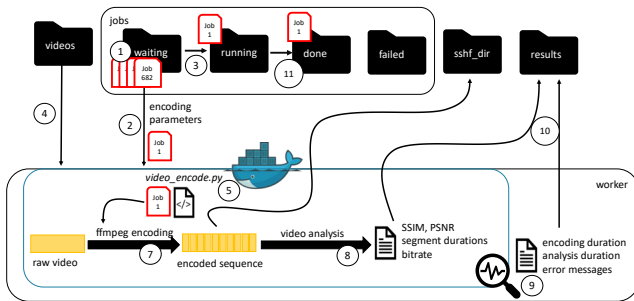 jobs
videos
1
waiting
Job
1
running
Job
1
done
failed
sshf_dir
results
3
11
Job
682
4
2
encoding
parameters
Job
1
10
video_encode.py
5
worker
Job
1
</>
ffmpeg encoding
video analysis
SSIM, PSNR
segment durations
bitrate
encoding duration
analysis duration
error messages
raw video
7
encoded sequence
8
9